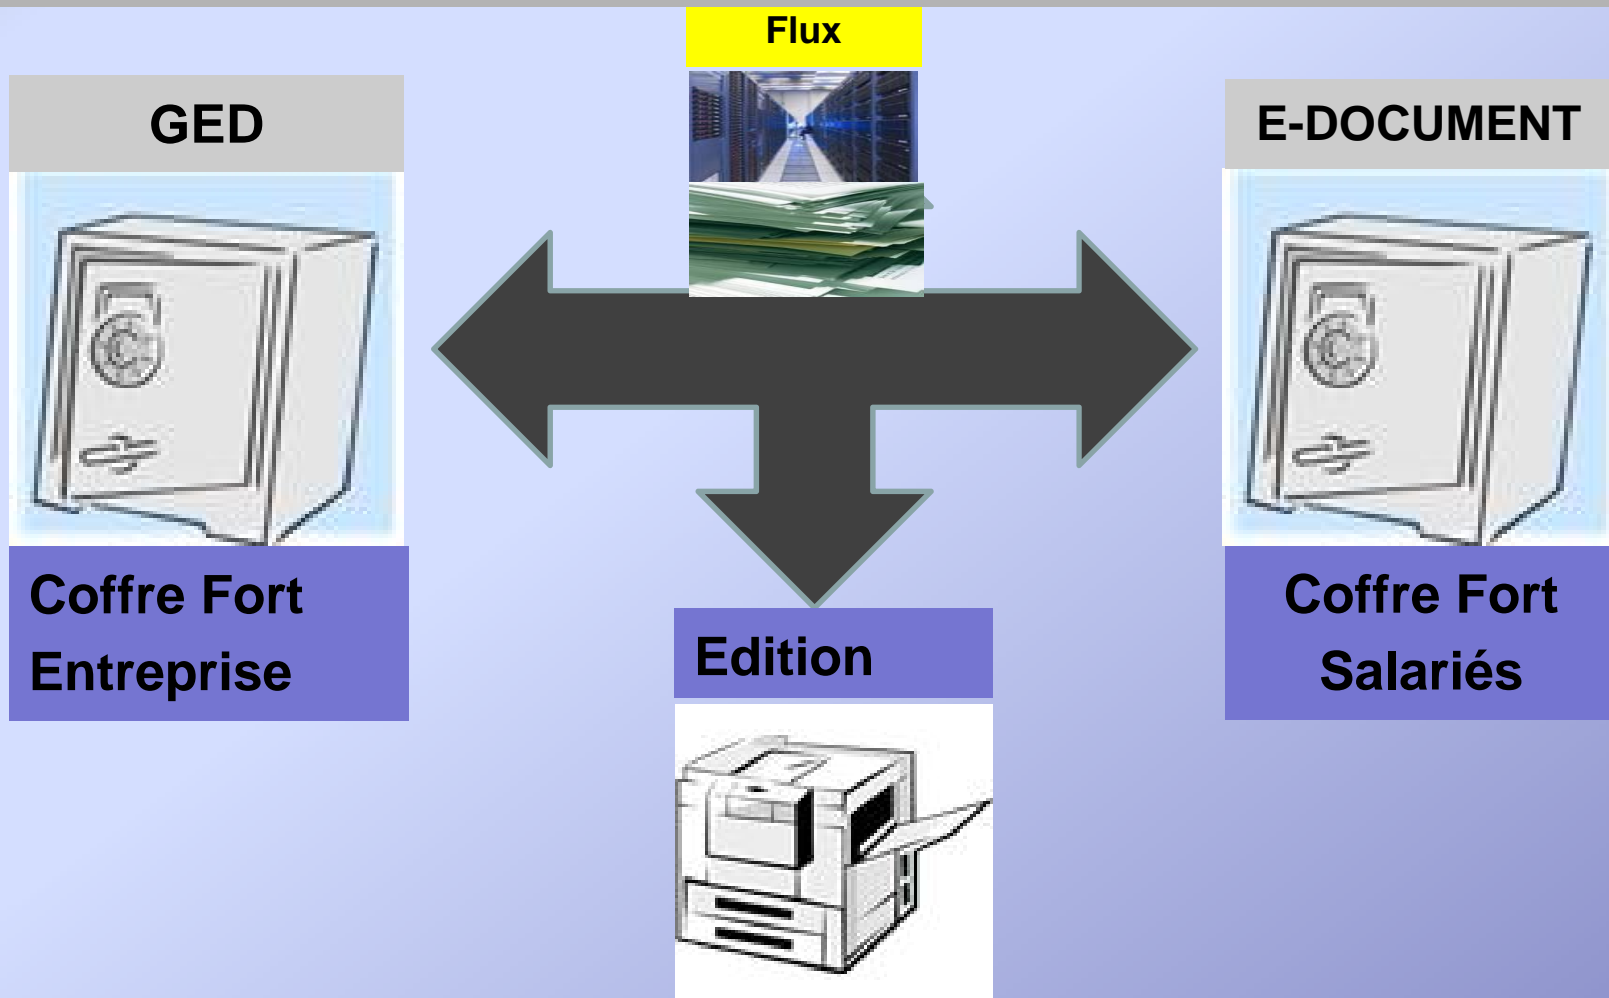 Flux
GED
E-DOCUMENT
Coffre Fort
Entreprise
Edition
Coffre Fort
Salariés